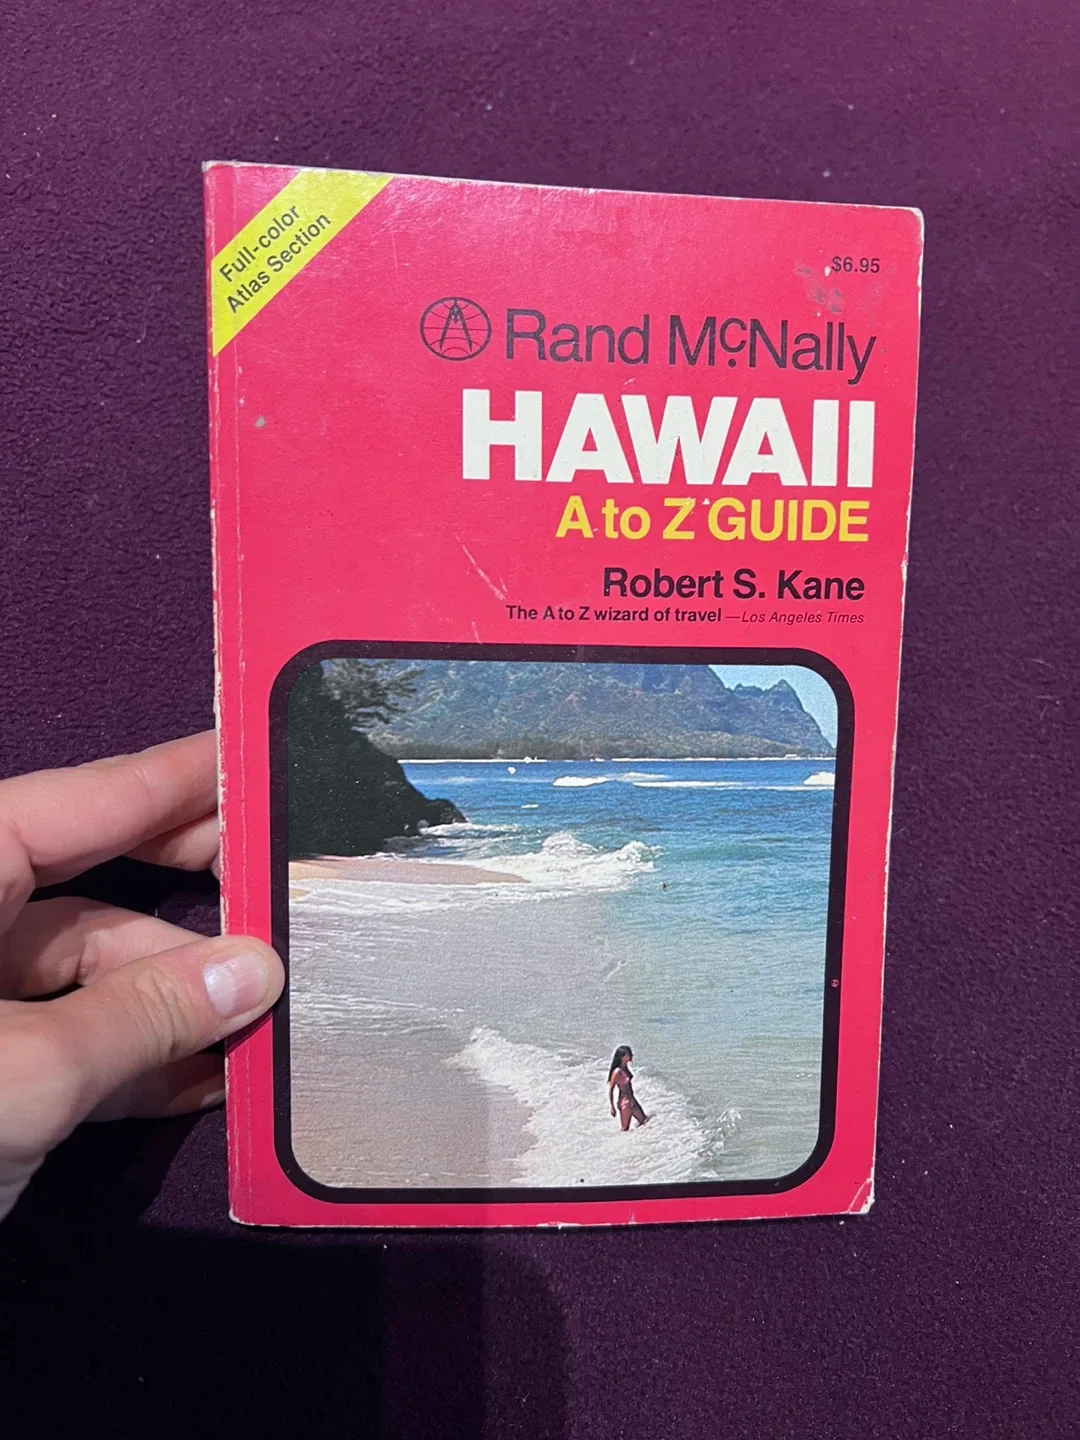 Full-color
Atlas Section
$6.95
Rand McNally
HAWAII
A to Z GUIDE
Robert S. Kane
The A to Z wizard of travel —Los Angeles Times